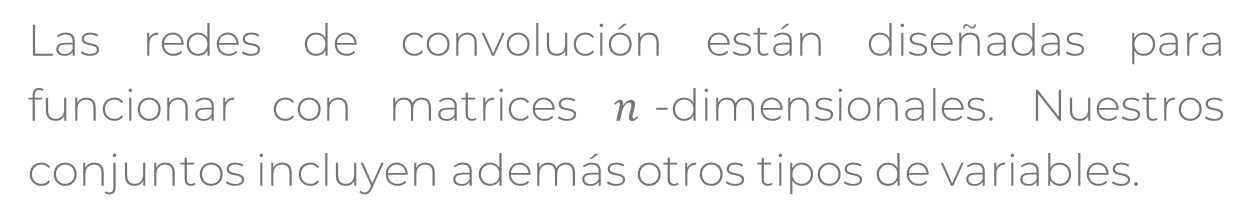 Las redes de convolución están diseñadas para
funcionar con matrices n -dimensionales. Nuestros
conjuntos incluyen además otros tipos de variables.